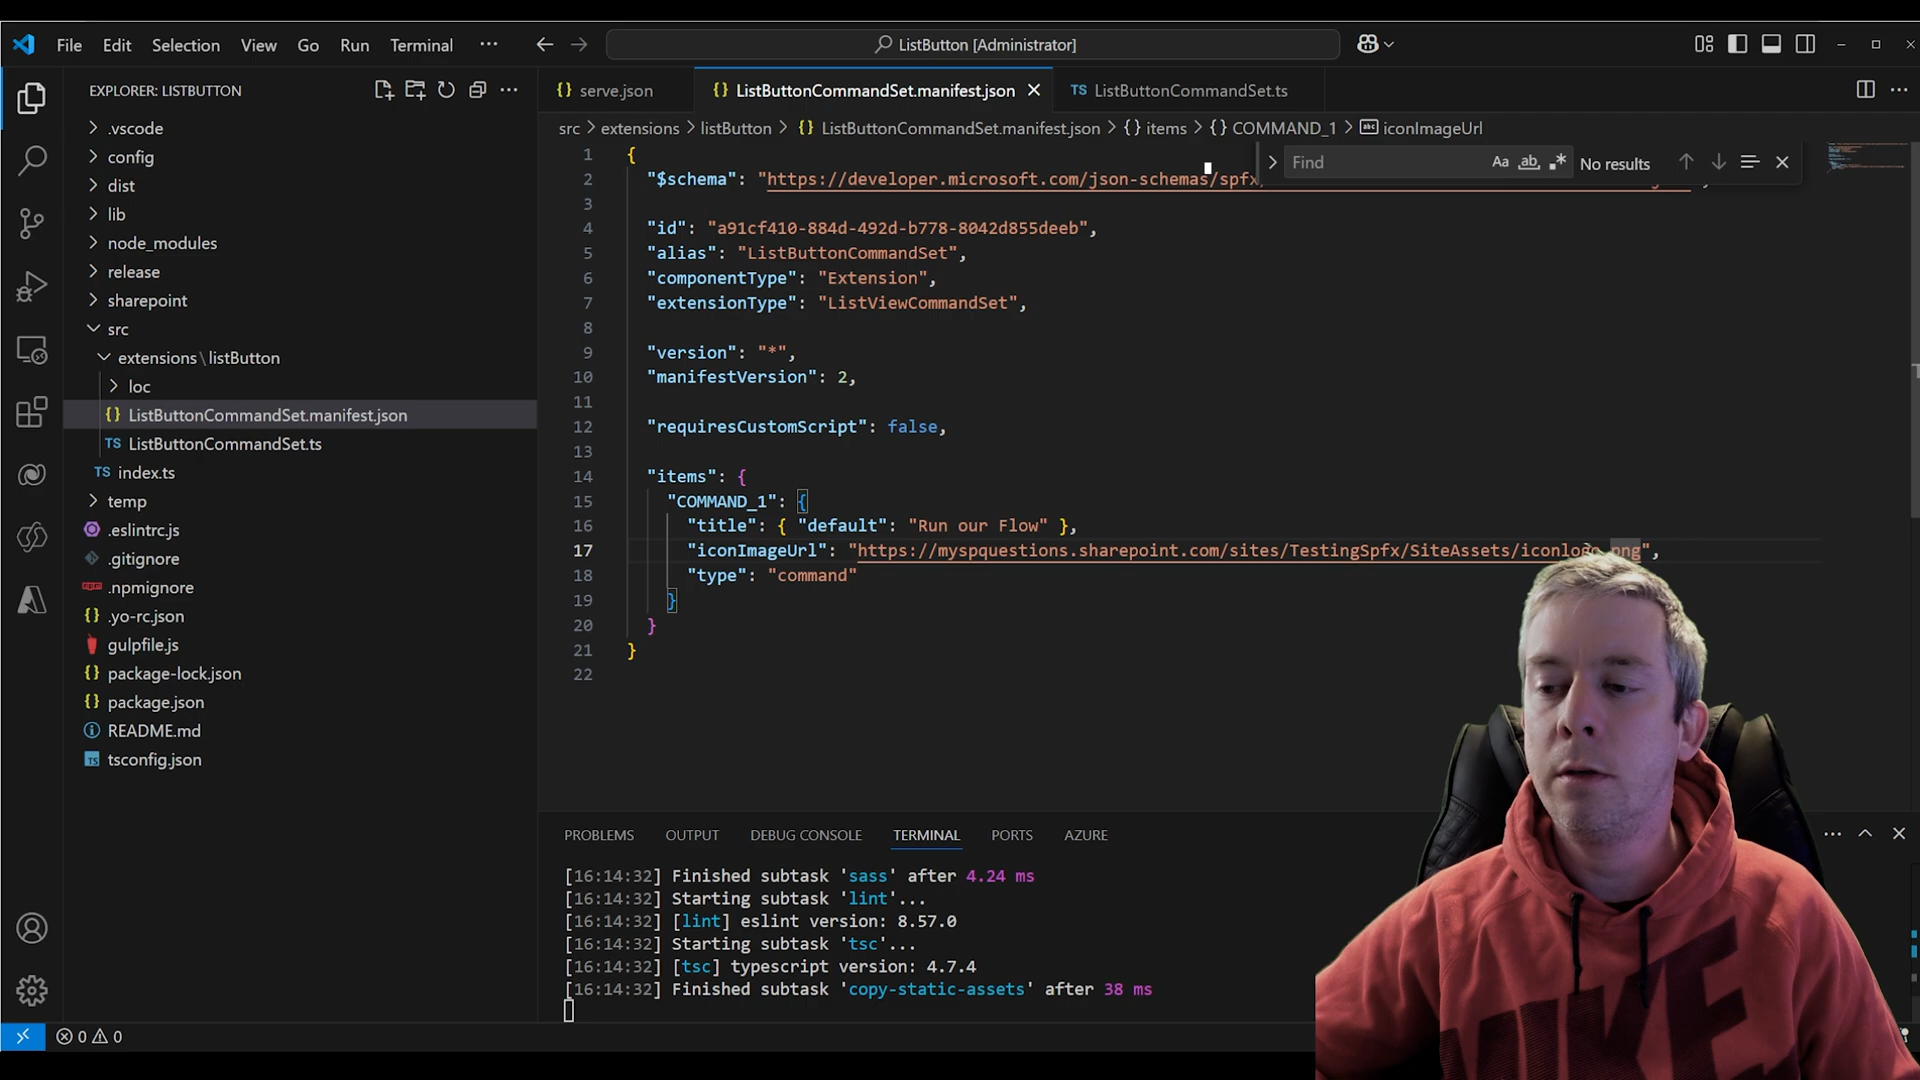 File Edit Selection View Go Run Terminal ··· ListButton [Administrator]
EXPLORER: LISTBUTTON
.vscode
config
dist
lib
node_modules
release
sharepoint
src
extensions\listButton
loc
{} ListButtonCommandSet.manifest.json
TS ListButtonCommandSet.ts
TS index.ts
temp
.eslintrc.js
.gitignore
npm .npmignore
.yo-rc.json
gulpfile.js
{} package-lock.json
{} package.json
README.md
TS tsconfig.json
{} serve.json {} ListButtonCommandSet.manifest.json TS ListButtonCommandSet.ts
src > extensions > listButton > {} ListButtonCommandSet.manifest.json > {} items > {} COMMAND_1 > abc iconImageUrl
Find Aa ab .* No results
1 {
2 "$schema": "https://developer.microsoft.com/json-schemas/spfx
3
4 "id": "a91cf410-884d-492d-b778-8042d855deeb",
5 "alias": "ListButtonCommandSet",
6 "componentType": "Extension",
7 "extensionType": "ListViewCommandSet",
8
9 "version": "*",
10 "manifestVersion": 2,
11
12 "requiresCustomScript": false,
13
14 "items": {
15 "COMMAND_1": {
16 "title": { "default": "Run our Flow" },
17 "iconImageUrl": "https://myspquestions.sharepoint.com/sites/TestingSpfx/SiteAssets/iconlogo.png",
18 "type": "command"
19 }
20 }
21 }
22
PROBLEMS OUTPUT DEBUG CONSOLE TERMINAL PORTS AZURE
[16:14:32] Finished subtask 'sass' after 4.24 ms
[16:14:32] Starting subtask 'lint'...
[16:14:32] [lint] eslint version: 8.57.0
[16:14:32] Starting subtask 'tsc'...
[16:14:32] [tsc] typescript version: 4.7.4
[16:14:32] Finished subtask 'copy-static-assets' after 38 ms
0 0
NIKE